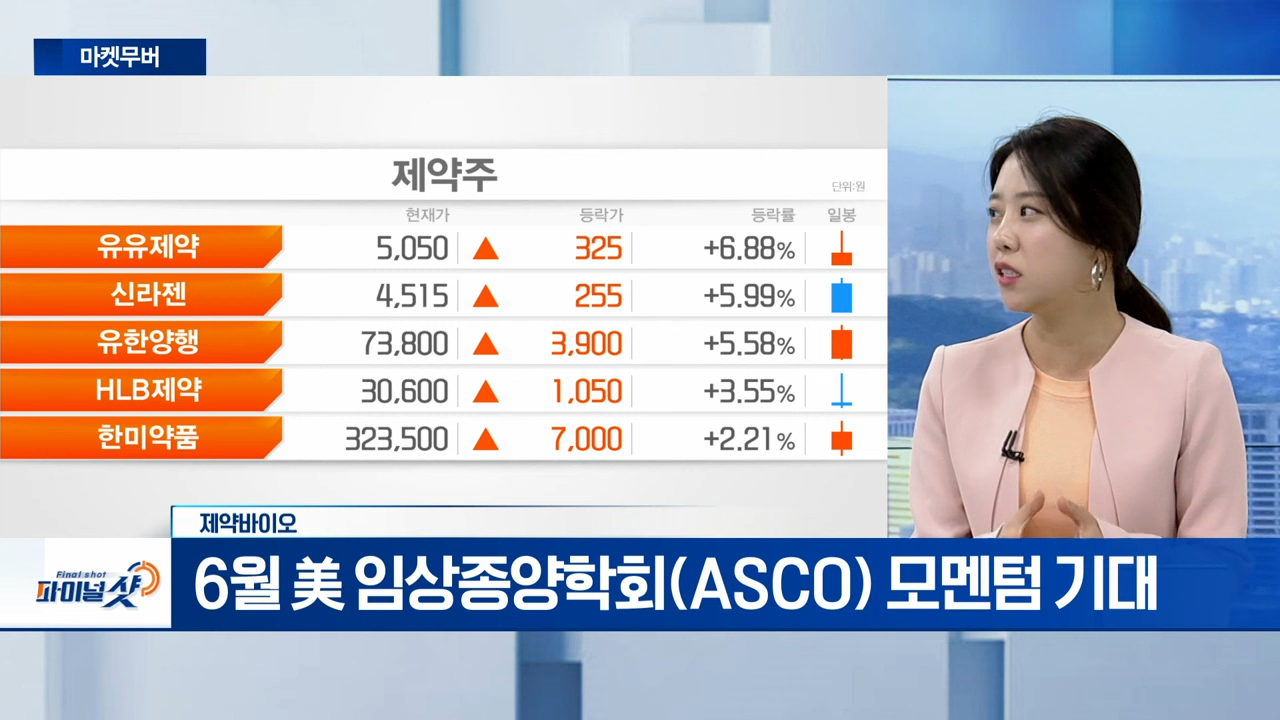 마켓무버
제약주
단위:원
현재가 등락가 등락률 일봉
유유제약 5,050 ▲ 325 +6.88%
신라젠 4,515 ▲ 255 +5.99%
유한양행 73,800 ▲ 3,900 +5.58%
HLB제약 30,600 ▲ 1,050 +3.55%
한미약품 323,500 ▲ 7,000 +2.21%
제약바이오
Final shot
파이널샷
6월 美 임상종양학회(ASCO) 모멘텀 기대